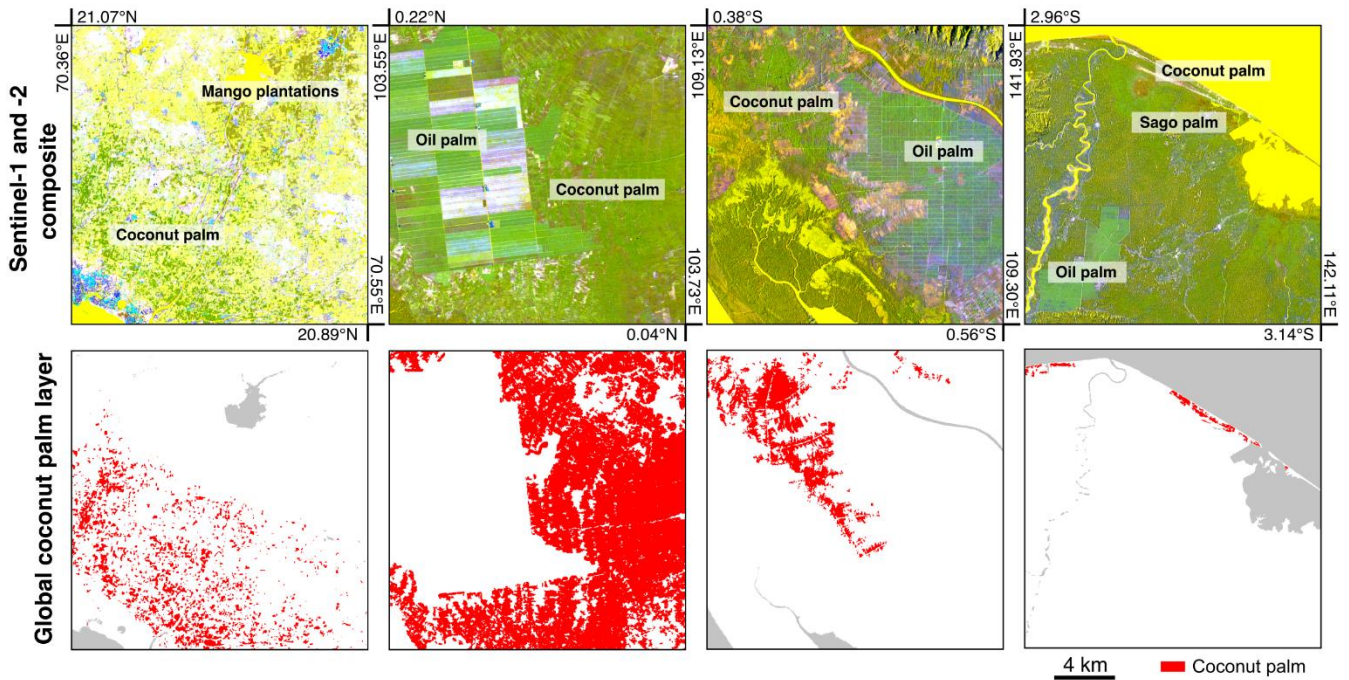 21.07°N
0.22°N
0.38°S
2.96°S
70.36°E
103.55°E
109.13°E
141.93°E
Sentinel-1 and -2
composite
Mango plantations
Coconut palm
Oil palm
Coconut palm
Coconut palm
Oil palm
Coconut palm
Sago palm
Oil palm
70.55°E
103.73°E
109.30°E
142.11°E
20.89°N
0.04°N
0.56°S
3.14°S
Global coconut palm layer
4 km
Coconut palm